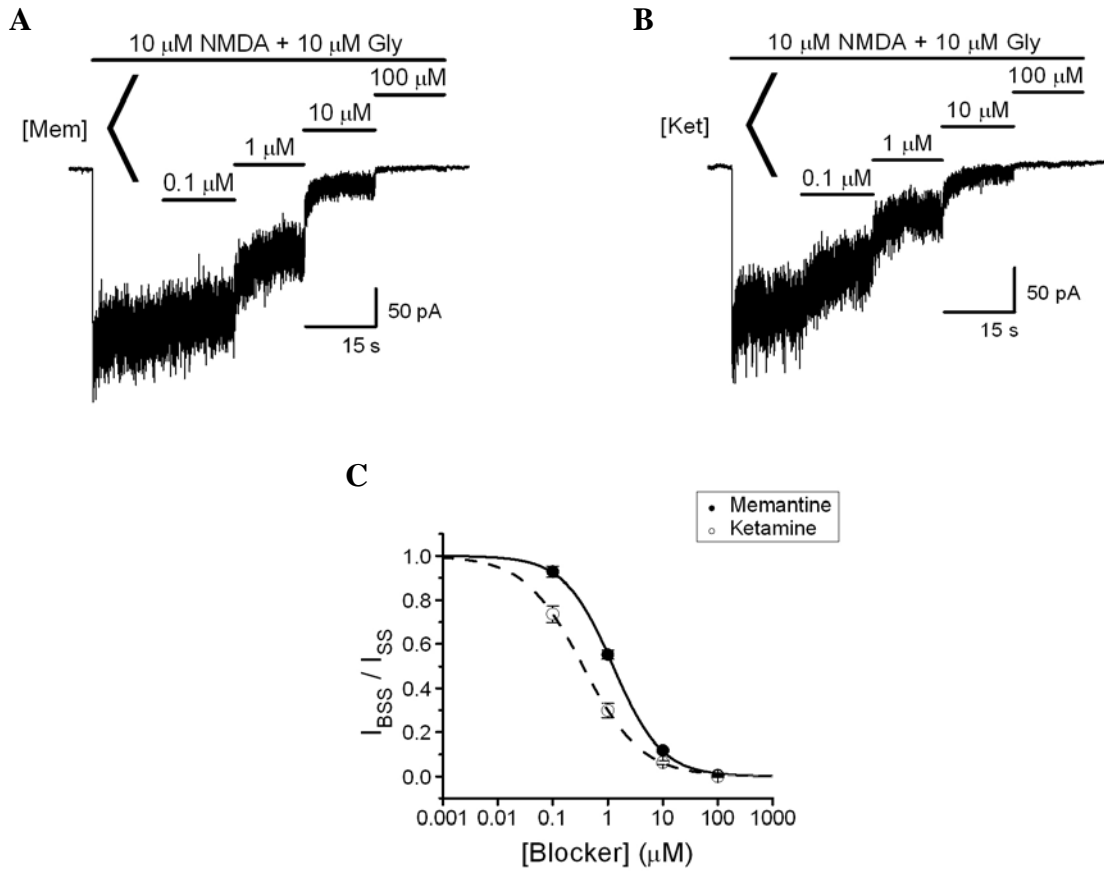 A
10 μM NMDA + 10 μM Gly
100 μM
10 μM
[Mem]
1 μM
0.1 μM
50 pA
15 s
B
10 μM NMDA + 10 μM Gly
100 μM
10 μM
[Ket]
1 μM
0.1 μM
50 pA
15 s
C
Memantine
Ketamine
1.0
0.8
0.6
0.4
0.2
0.0
I_BSS / I_SS
0.001 0.01 0.1 1 10 100 1000
[Blocker] (μM)